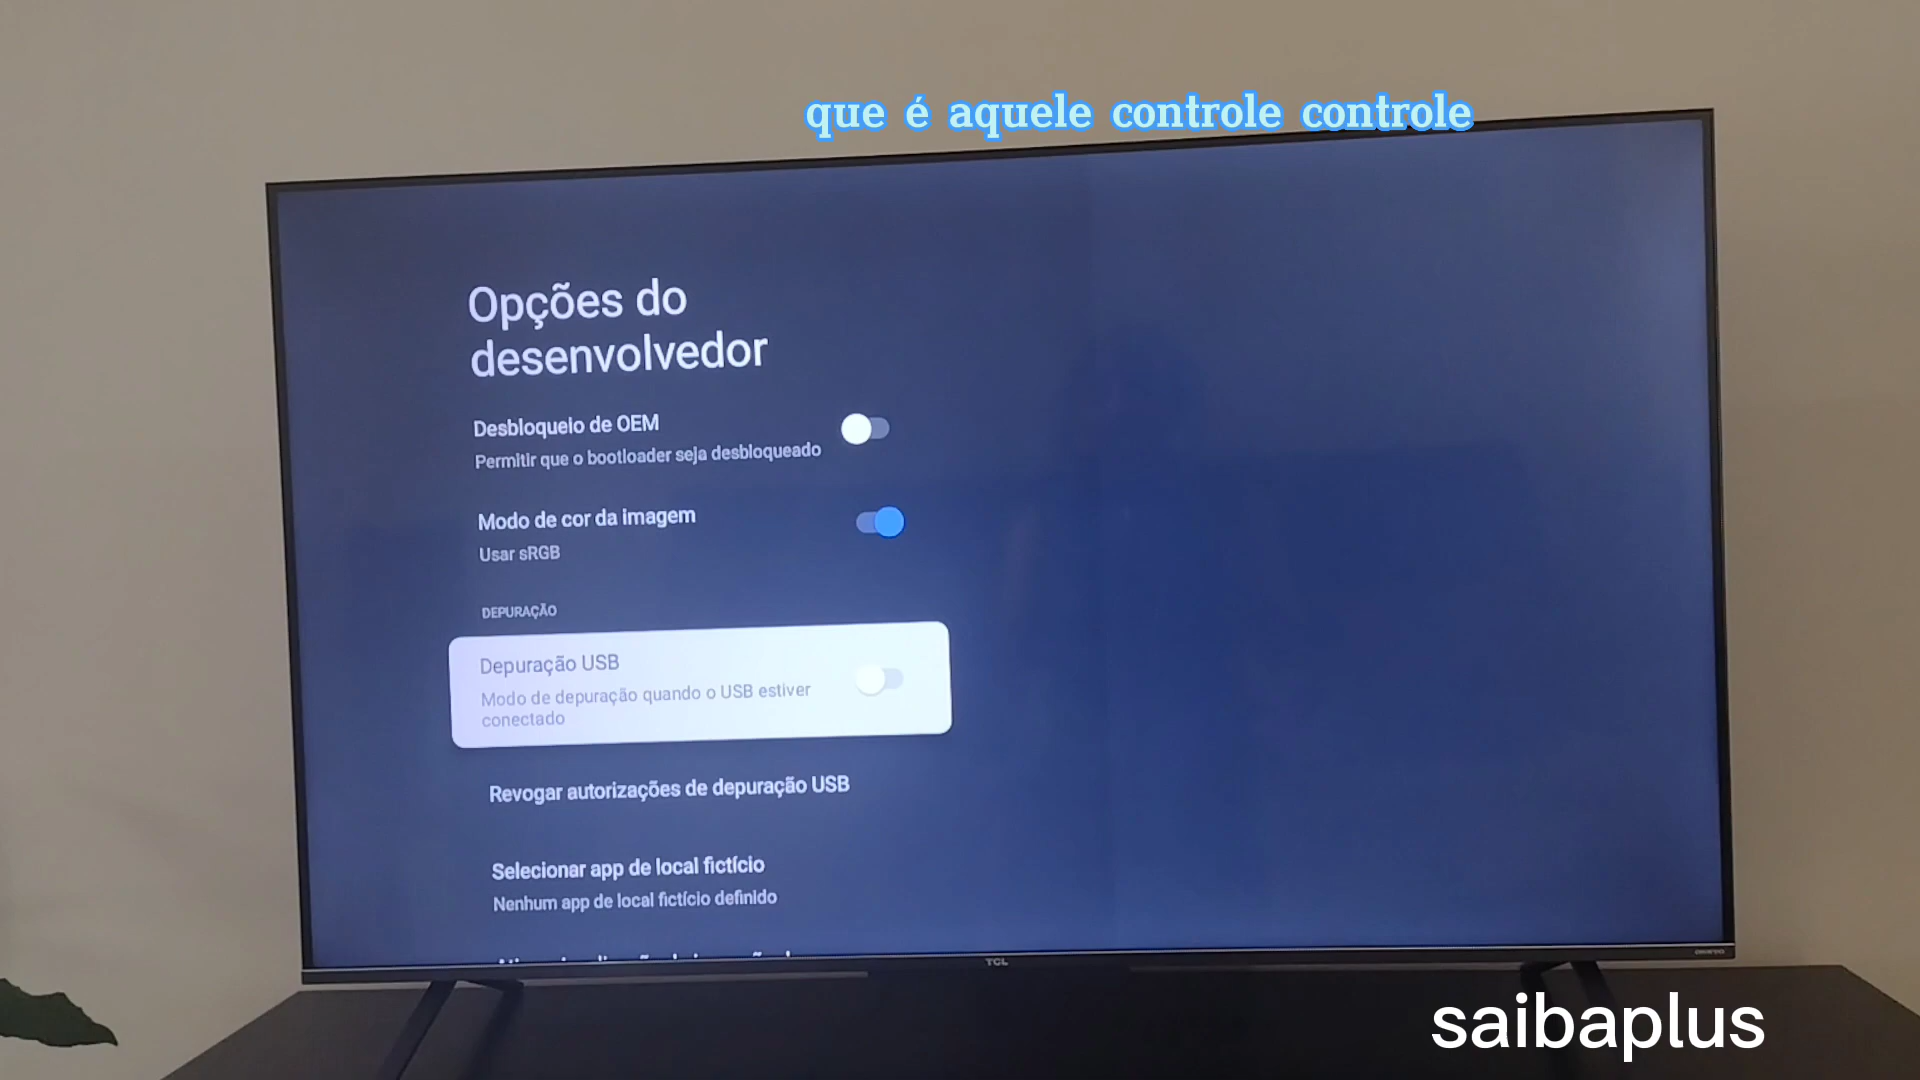 que é aquele controle controle
Opções do
desenvolvedor
Desbloqueio de OEM
Permitir que o bootloader seja desbloqueado
Modo de cor da imagem
Usar sRGB
DEPURAÇÃO
Depuração USB
Modo de depuração quando o USB estiver
conectado
Revogar autorizações de depuração USB
Selecionar app de local fictício
Nenhum app de local fictício definido
TCL
ONKYO
saibaplus